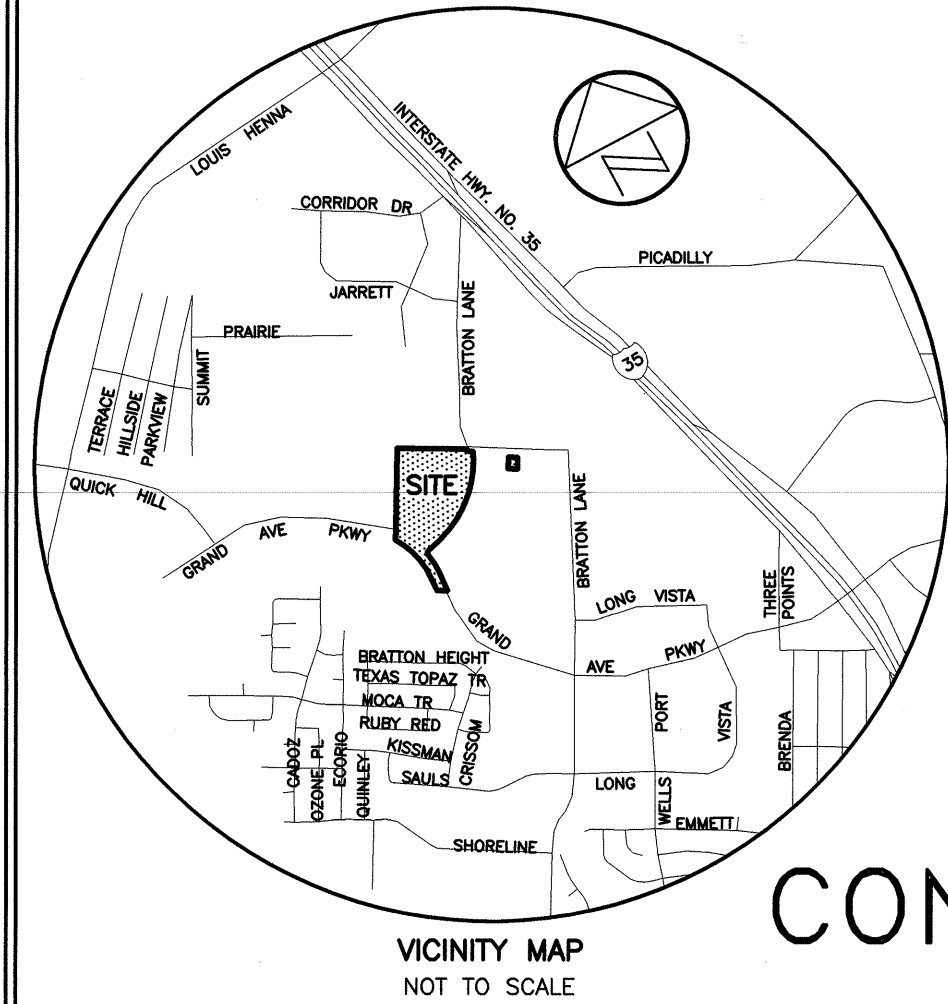 LOUIS HENNA
INTERSTATE HWY. NO. 35
N
CORRIDOR DR
PICADILLY
JARRETT
BRATTON LANE
PRAIRIE
SUMMIT
35
TERRACE
HILLSIDE
PARKVIEW
SITE
QUICK HILL
GRAND AVE PKWY
BRATTON LANE
THREE
POINTS
LONG VISTA
GRAND AVE PKWY
BRATTON HEIGHT
TEXAS TOPAZ TR
MOCA TR
RUBY RED
KISSMAN
SAULS
CRISSOM
CADOZ
OZONE PL
ECORIO
QUINLEY
PORT WELLS
LONG VISTA
BRENDA
EMMETT
SHORELINE
CON
VICINITY MAP
NOT TO SCALE